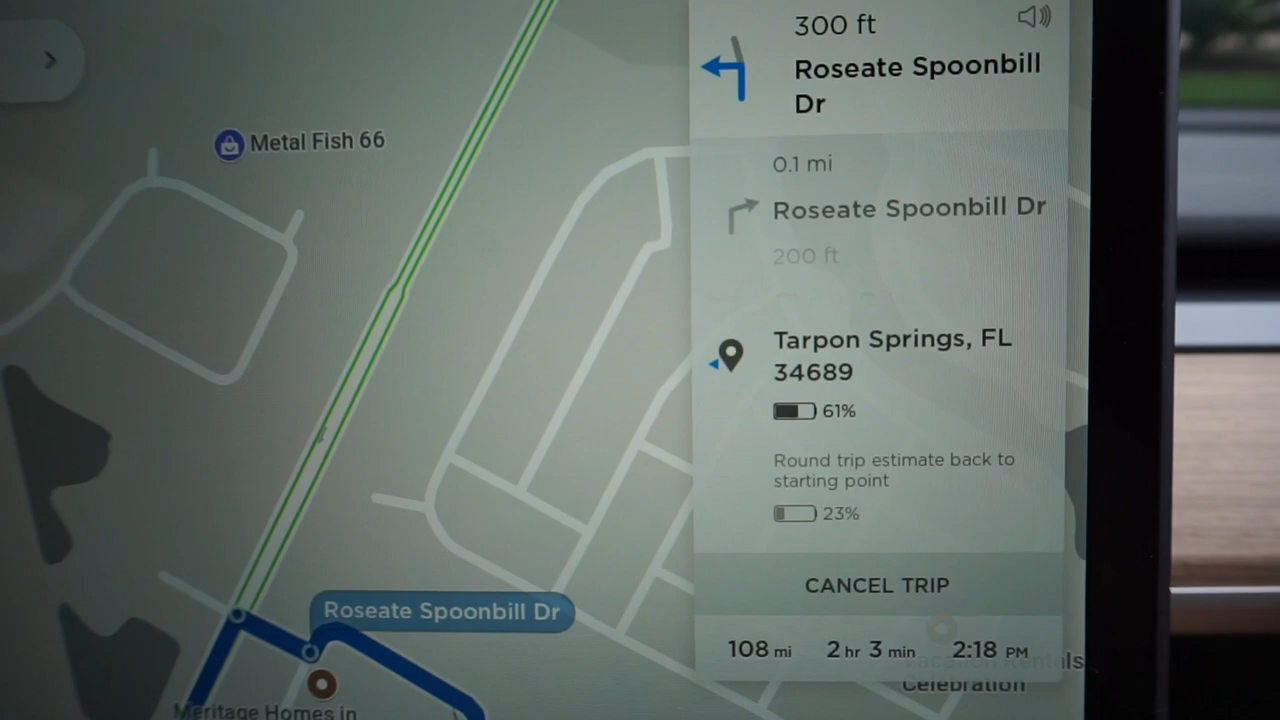 300 ft
Roseate Spoonbill
Dr
0.1 mi
Roseate Spoonbill Dr
200 ft
Tarpon Springs, FL
34689
61%
Round trip estimate back to
starting point
23%
CANCEL TRIP
108 mi 2 hr 3 min 2:18 PM
Metal Fish 66
Roseate Spoonbill Dr
Meritage Homes in
Vacation Rentals
Celebration